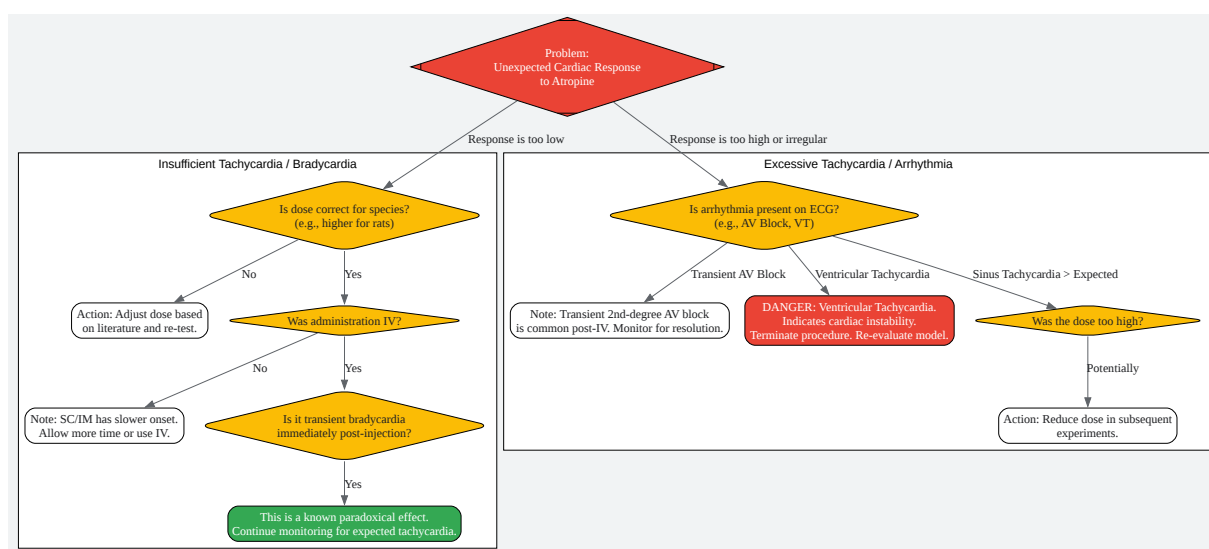 Problem:
Unexpected Cardiac Response
to Atropine
Response is too low
Response is too high or irregular
Insufficient Tachycardia / Bradycardia
Is dose correct for species?
(e.g., higher for rats)
No
Yes
Action: Adjust dose based
on literature and re-test.
Was administration IV?
No
Yes
Note: SC/IM has slower onset.
Allow more time or use IV.
Is it transient bradycardia
immediately post-injection?
Yes
This is a known paradoxical effect.
Continue monitoring for expected tachycardia.
Excessive Tachycardia / Arrhythmia
Is arrhythmia present on ECG?
(e.g., AV Block, VT)
Transient AV Block
Ventricular Tachycardia
Sinus Tachycardia > Expected
Note: Transient 2nd-degree AV block
is common post-IV. Monitor for resolution.
DANGER: Ventricular Tachycardia.
Indicates cardiac instability.
Terminate procedure. Re-evaluate model.
Was the dose too high?
Potentially
Action: Reduce dose in subsequent
experiments.